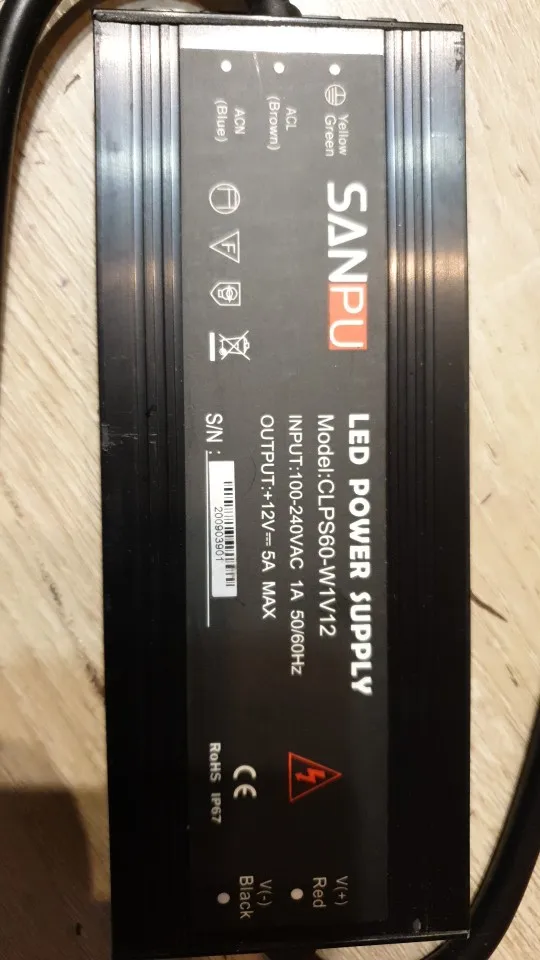 Yellow
Green
ACL
(Brown)
ACN
(Blue)
SANPU
F
LED POWER SUPPLY
Model:CLPS60-W1V12
INPUT:100-240VAC 1A 50/60Hz
OUTPUT:+12V⎓ 5A MAX
S/N :
200903901
CE
RoHS IP67
V(+)
Red
V(-)
Black